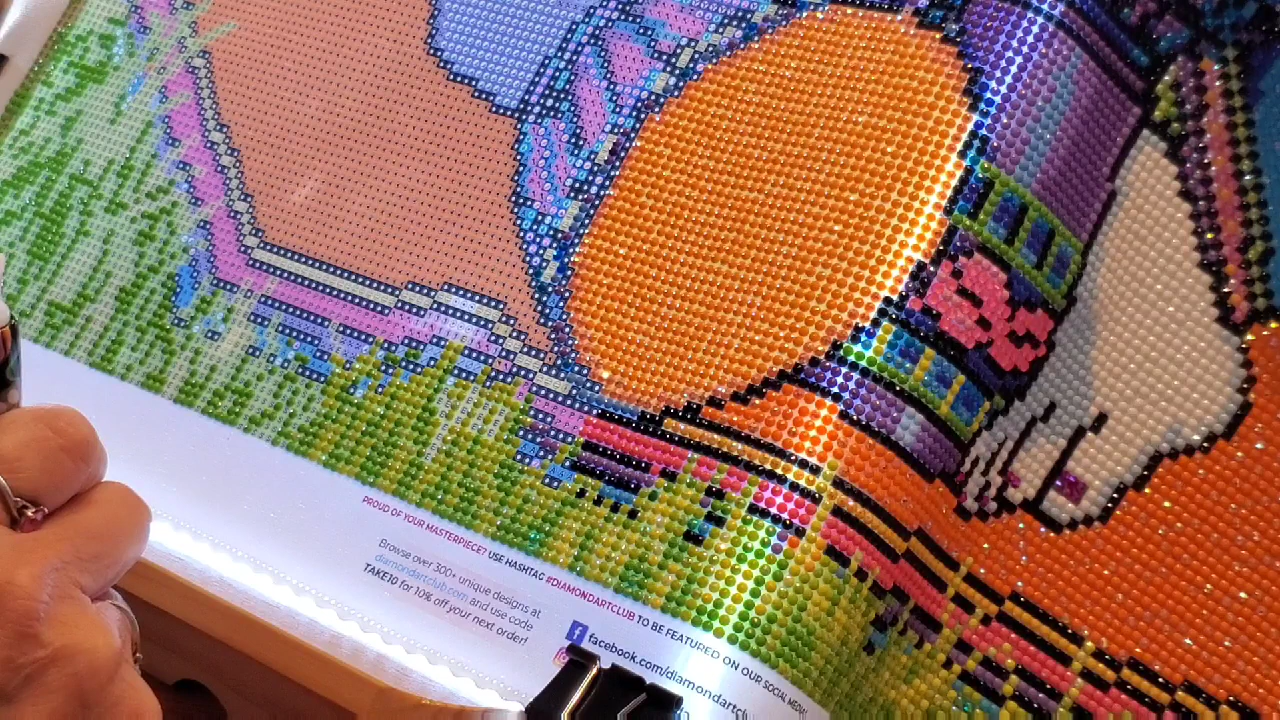 PROUD OF YOUR MASTERPIECE? USE HASHTAG #DIAMONDARTCLUB TO BE FEATURED ON OUR SOCIAL MEDIA!
Browse over 300+ unique designs at
diamondartclub.com and use code
TAKE10 for 10% off your next order!
facebook.com/diamondartclu